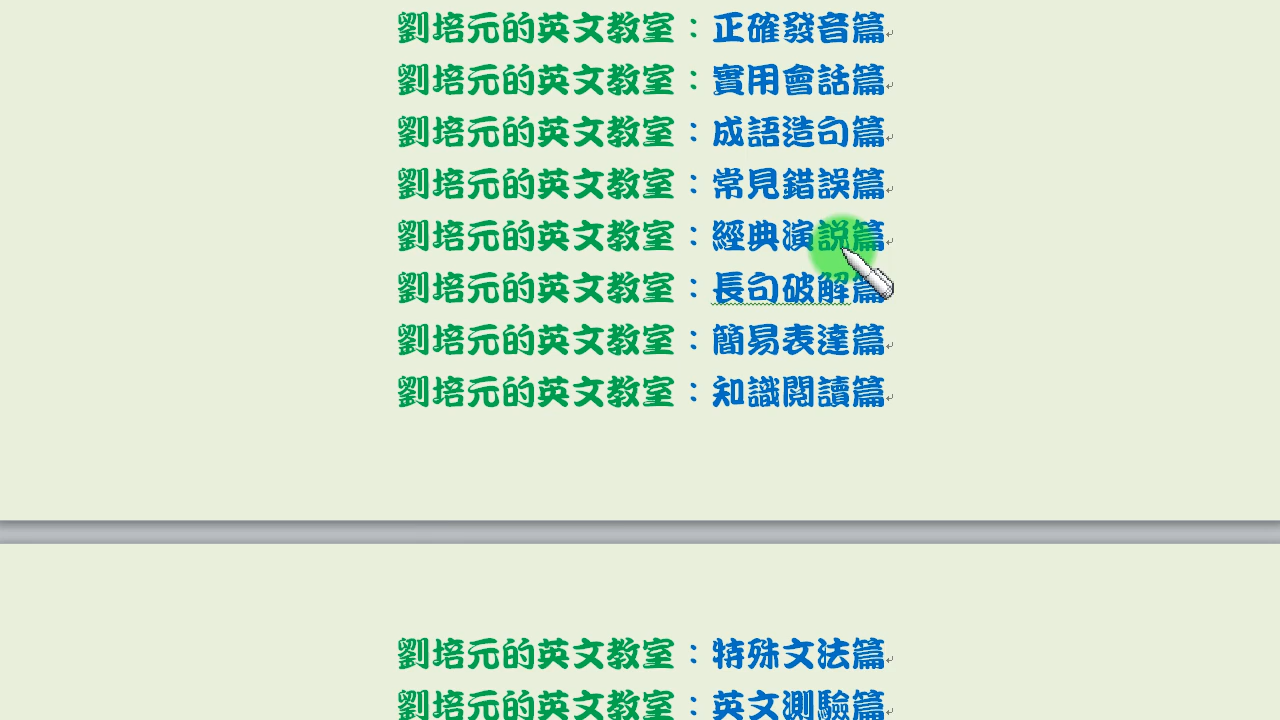 劉培元的英文教室：正確發音篇
劉培元的英文教室：實用會話篇
劉培元的英文教室：成語造句篇
劉培元的英文教室：常見錯誤篇
劉培元的英文教室：經典演説篇
劉培元的英文教室：長句破解篇
劉培元的英文教室：簡易表達篇
劉培元的英文教室：知識閱讀篇
劉培元的英文教室：特殊文法篇
劉培元的英文教室：英文測驗篇